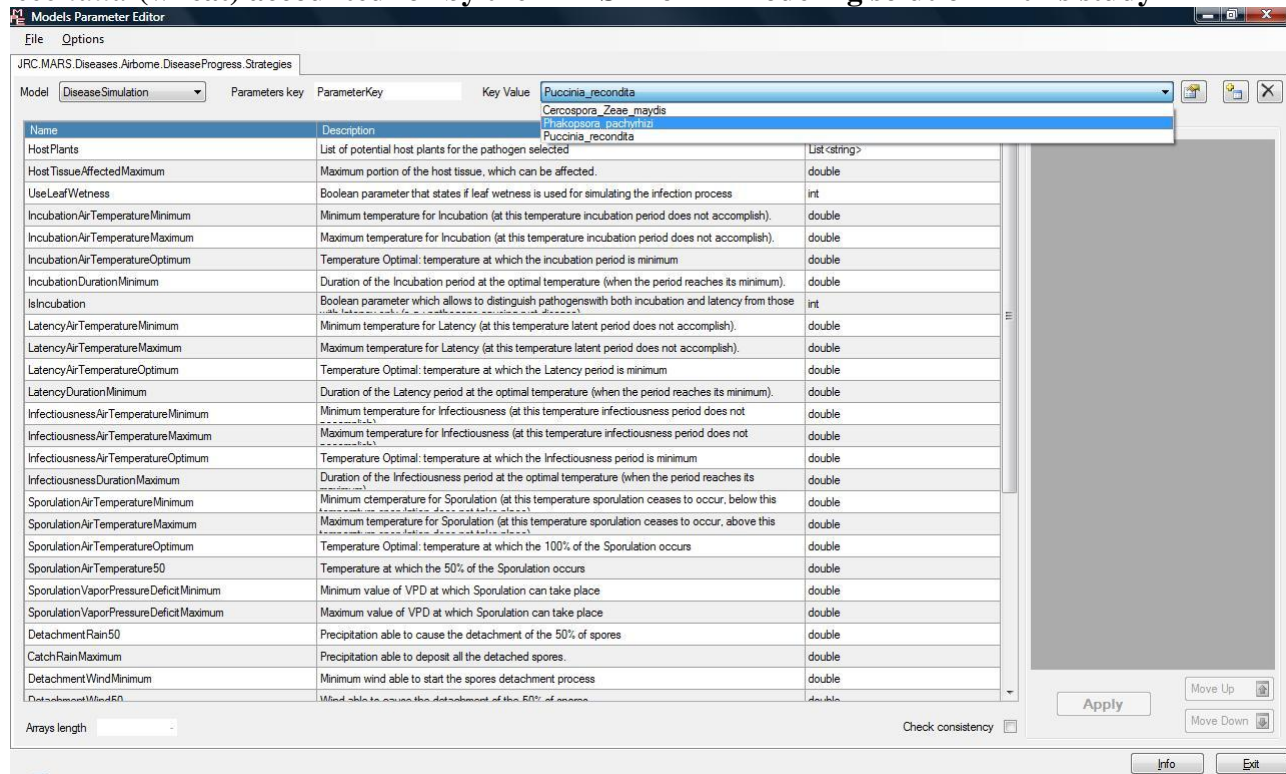 Models Parameter Editor
File Options
JRC.MARS.Diseases.Airborne.DiseaseProgress.Strategies
Model DiseaseSimulation Parameters key ParameterKey Key Value Puccinia_recondita
Cercospora_Zeae_maydis
Phakopsora_pachyrhizi
Puccinia_recondita
Name Description
HostPlants List of potential host plants for the pathogen selected List<string>
HostTissueAffectedMaximum Maximum portion of the host tissue, which can be affected. double
UseLeafWetness Boolean parameter that states if leaf wetness is used for simulating the infection process int
IncubationAirTemperatureMinimum Minimum temperature for Incubation (at this temperature incubation period does not accomplish). double
IncubationAirTemperatureMaximum Maximum temperature for Incubation (at this temperature incubation period does not accomplish). double
IncubationAirTemperatureOptimum Temperature Optimal: temperature at which the incubation period is minimum double
IncubationDurationMinimum Duration of the Incubation period at the optimal temperature (when the period reaches its minimum). double
IsIncubation Boolean parameter which allows to distinguish pathogenswith both incubation and latency from those int
LatencyAirTemperatureMinimum Minimum temperature for Latency (at this temperature latent period does not accomplish). double
LatencyAirTemperatureMaximum Maximum temperature for Latency (at this temperature latent period does not accomplish). double
LatencyAirTemperatureOptimum Temperature Optimal: temperature at which the Latency period is minimum double
LatencyDurationMinimum Duration of the Latency period at the optimal temperature (when the period reaches its minimum). double
InfectiousnessAirTemperatureMinimum Minimum temperature for Infectiousness (at this temperature infectiousness period does not double
InfectiousnessAirTemperatureMaximum Maximum temperature for Infectiousness (at this temperature infectiousness period does not double
InfectiousnessAirTemperatureOptimum Temperature Optimal: temperature at which the Infectiousness period is minimum double
InfectiousnessDurationMaximum Duration of the Infectiousness period at the optimal temperature (when the period reaches its double
SporulationAirTemperatureMinimum Minimum ctemperature for Sporulation (at this temperature sporulation ceases to occur, below this double
SporulationAirTemperatureMaximum Maximum temperature for Sporulation (at this temperature sporulation ceases to occur, above this double
SporulationAirTemperatureOptimum Temperature Optimal: temperature at which the 100% of the Sporulation occurs double
SporulationAirTemperature50 Temperature at which the 50% of the Sporulation occurs double
SporulationVaporPressureDeficitMinimum Minimum value of VPD at which Sporulation can take place double
SporulationVaporPressureDeficitMaximum Maximum value of VPD at which Sporulation can take place double
DetachmentRain50 Precipitation able to cause the detachment of the 50% of spores double
CatchRainMaximum Precipitation able to deposit all the detached spores. double
DetachmentWindMinimum Minimum wind able to start the spores detachment process double
DetachmentWind50 Wind able to cause the detachment of the 50% of spores double
Apply Move Up
Move Down
Arrays length - Check consistency
Info Exit